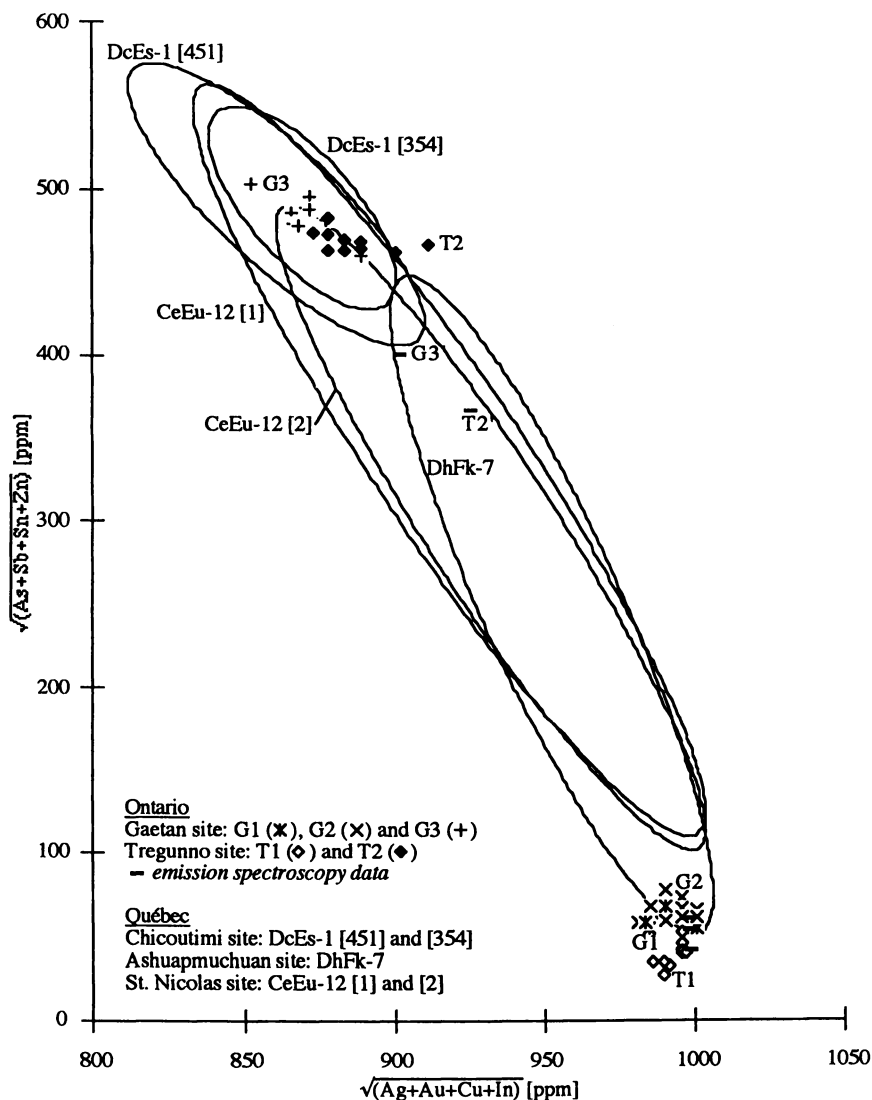 600
DcEs-1 [451]
DcEs-1 [354]
500
G3
T2
CeEu-12 [1]
400
G3
CeEu-12 [2]
T2
DhFk-7
√(As+Sb+Sn+Zn) [ppm]
300
200
Ontario
Gaetan site: G1 (ж), G2 (×) and G3 (+)
Tregunno site: T1 (◇) and T2 (◆)
– emission spectroscopy data
100
G2
Québec
G1
Chicoutimi site: DcEs-1 [451] and [354]
Ashuapmuchuan site: DhFk-7
T1
St. Nicolas site: CeEu-12 [1] and [2]
0
800 850 900 950 1000 1050
√(Ag+Au+Cu+In) [ppm]